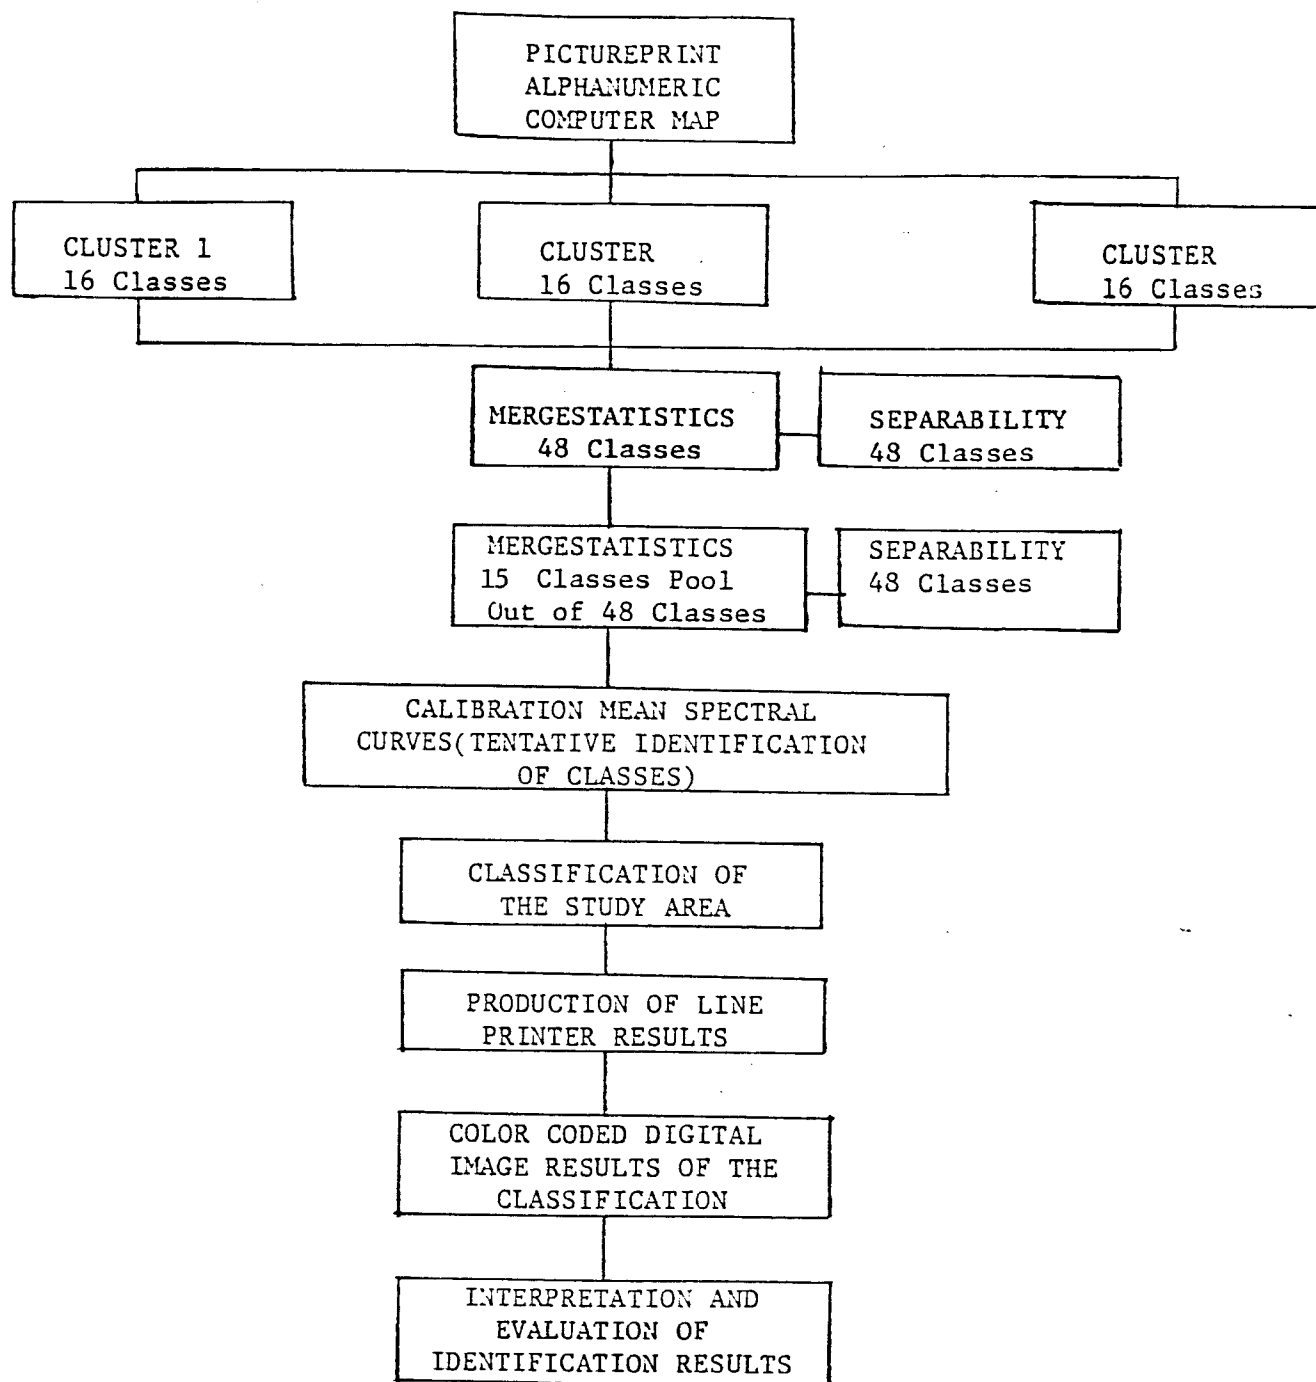 PICTUREPRINT
ALPHANUMERIC
COMPUTER MAP
CLUSTER 1
16 Classes
CLUSTER
16 Classes
CLUSTER
16 Classes
MERGESTATISTICS
48 Classes
SEPARABILITY
48 Classes
MERGESTATISTICS
15 Classes Pool
Out of 48 Classes
SEPARABILITY
48 Classes
CALIBRATION MEAN SPECTRAL
CURVES(TENTATIVE IDENTIFICATION
OF CLASSES)
CLASSIFICATION OF
THE STUDY AREA
PRODUCTION OF LINE
PRINTER RESULTS
COLOR CODED DIGITAL
IMAGE RESULTS OF THE
CLASSIFICATION
INTERPRETATION AND
EVALUATION OF
IDENTIFICATION RESULTS